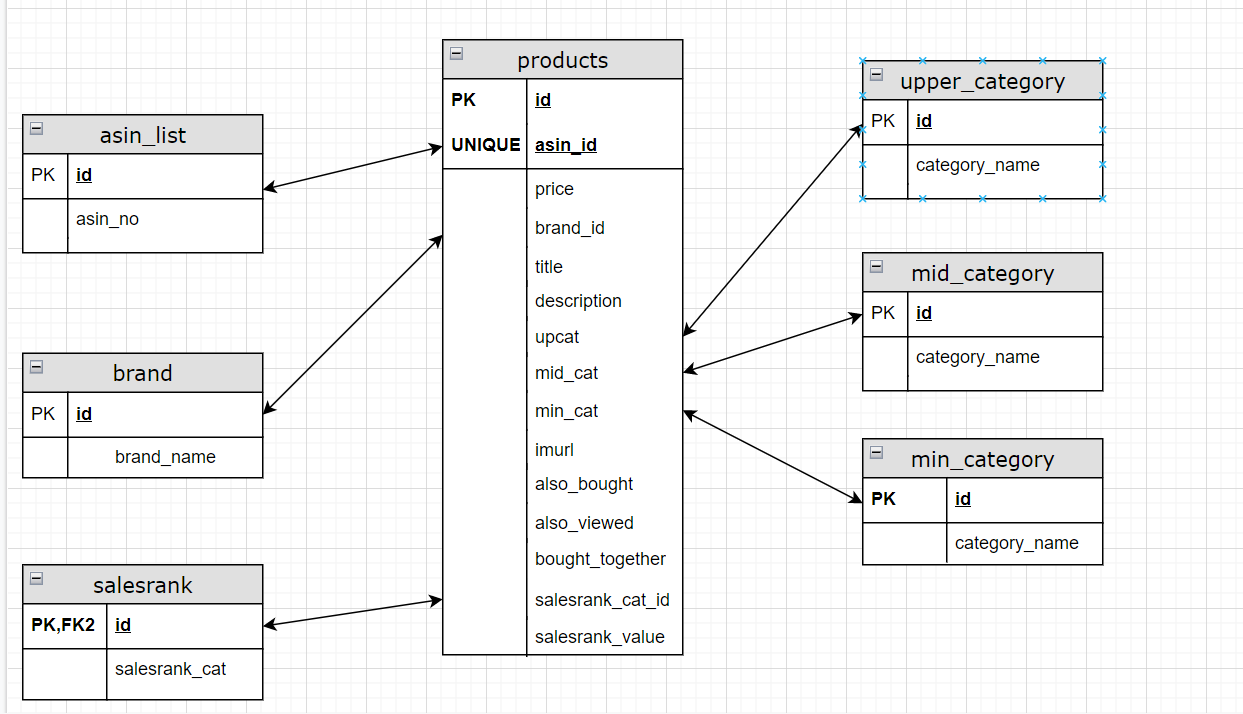 asin_list
PK id
asin_no
brand
PK id
brand_name
salesrank
PK,FK2 id
salesrank_cat
products
PK id
UNIQUE asin_id
price
brand_id
title
description
upcat
mid_cat
min_cat
imurl
also_bought
also_viewed
bought_together
salesrank_cat_id
salesrank_value
upper_category
PK id
category_name
mid_category
PK id
category_name
min_category
PK id
category_name